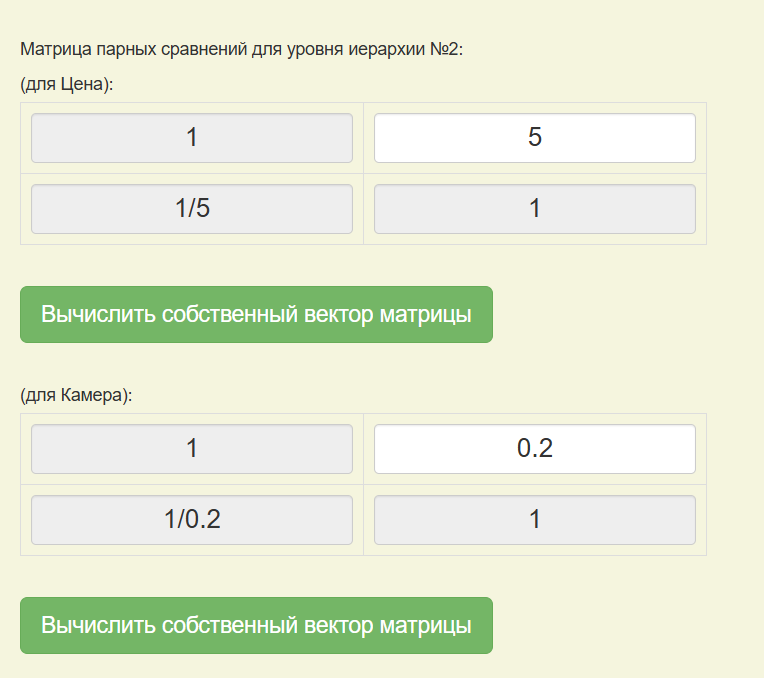 Матрица парных сравнений для уровня иерархии №2:
(для Цена):
1 5
1/5 1
Вычислить собственный вектор матрицы
(для Камера):
1 0.2
1/0.2 1
Вычислить собственный вектор матрицы